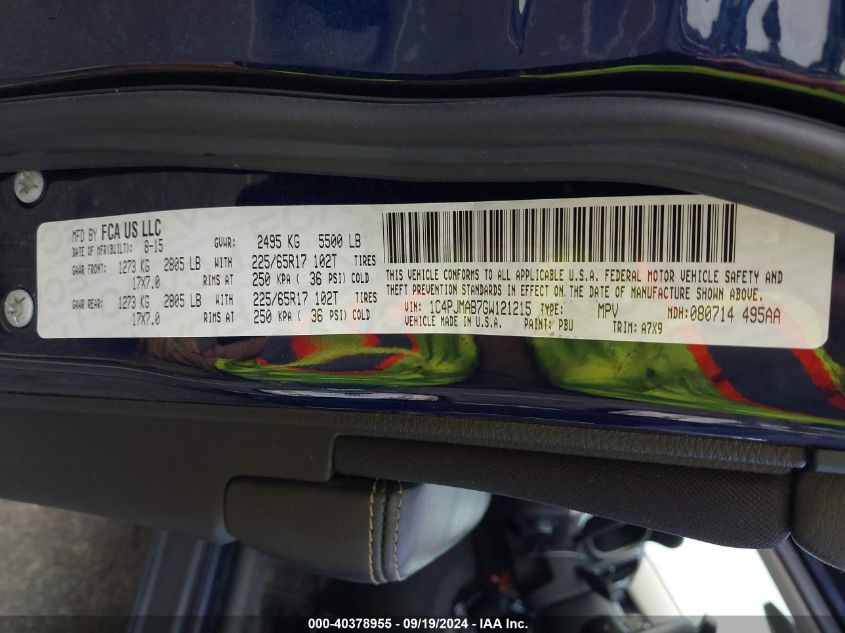 MFD BY FCA US LLC
DATE OF MFR(BUILT): 8-15 GVWR: 2495 KG 5500 LB
GAWR FRONT: 1273 KG 2805 LB WITH 225/65R17 102T TIRES
17X7.0 RIMS AT 250 KPA ( 36 PSI) COLD
GAWR REAR: 1273 KG 2805 LB WITH 225/65R17 102T TIRES
17X7.0 RIMS AT 250 KPA ( 36 PSI) COLD
THIS VEHICLE CONFORMS TO ALL APPLICABLE U.S.A. FEDERAL MOTOR VEHICLE SAFETY AND
THEFT PREVENTION STANDARDS IN EFFECT ON THE DATE OF MANUFACTURE SHOWN ABOVE.
VIN: 1C4PJMAB7GW121215 TYPE: MPV MDH:080714 495AA
VEHICLE MADE IN U.S.A. PAINT: PBU TRIM: A7X9
000-40378955 - 09/19/2024 - IAA Inc.